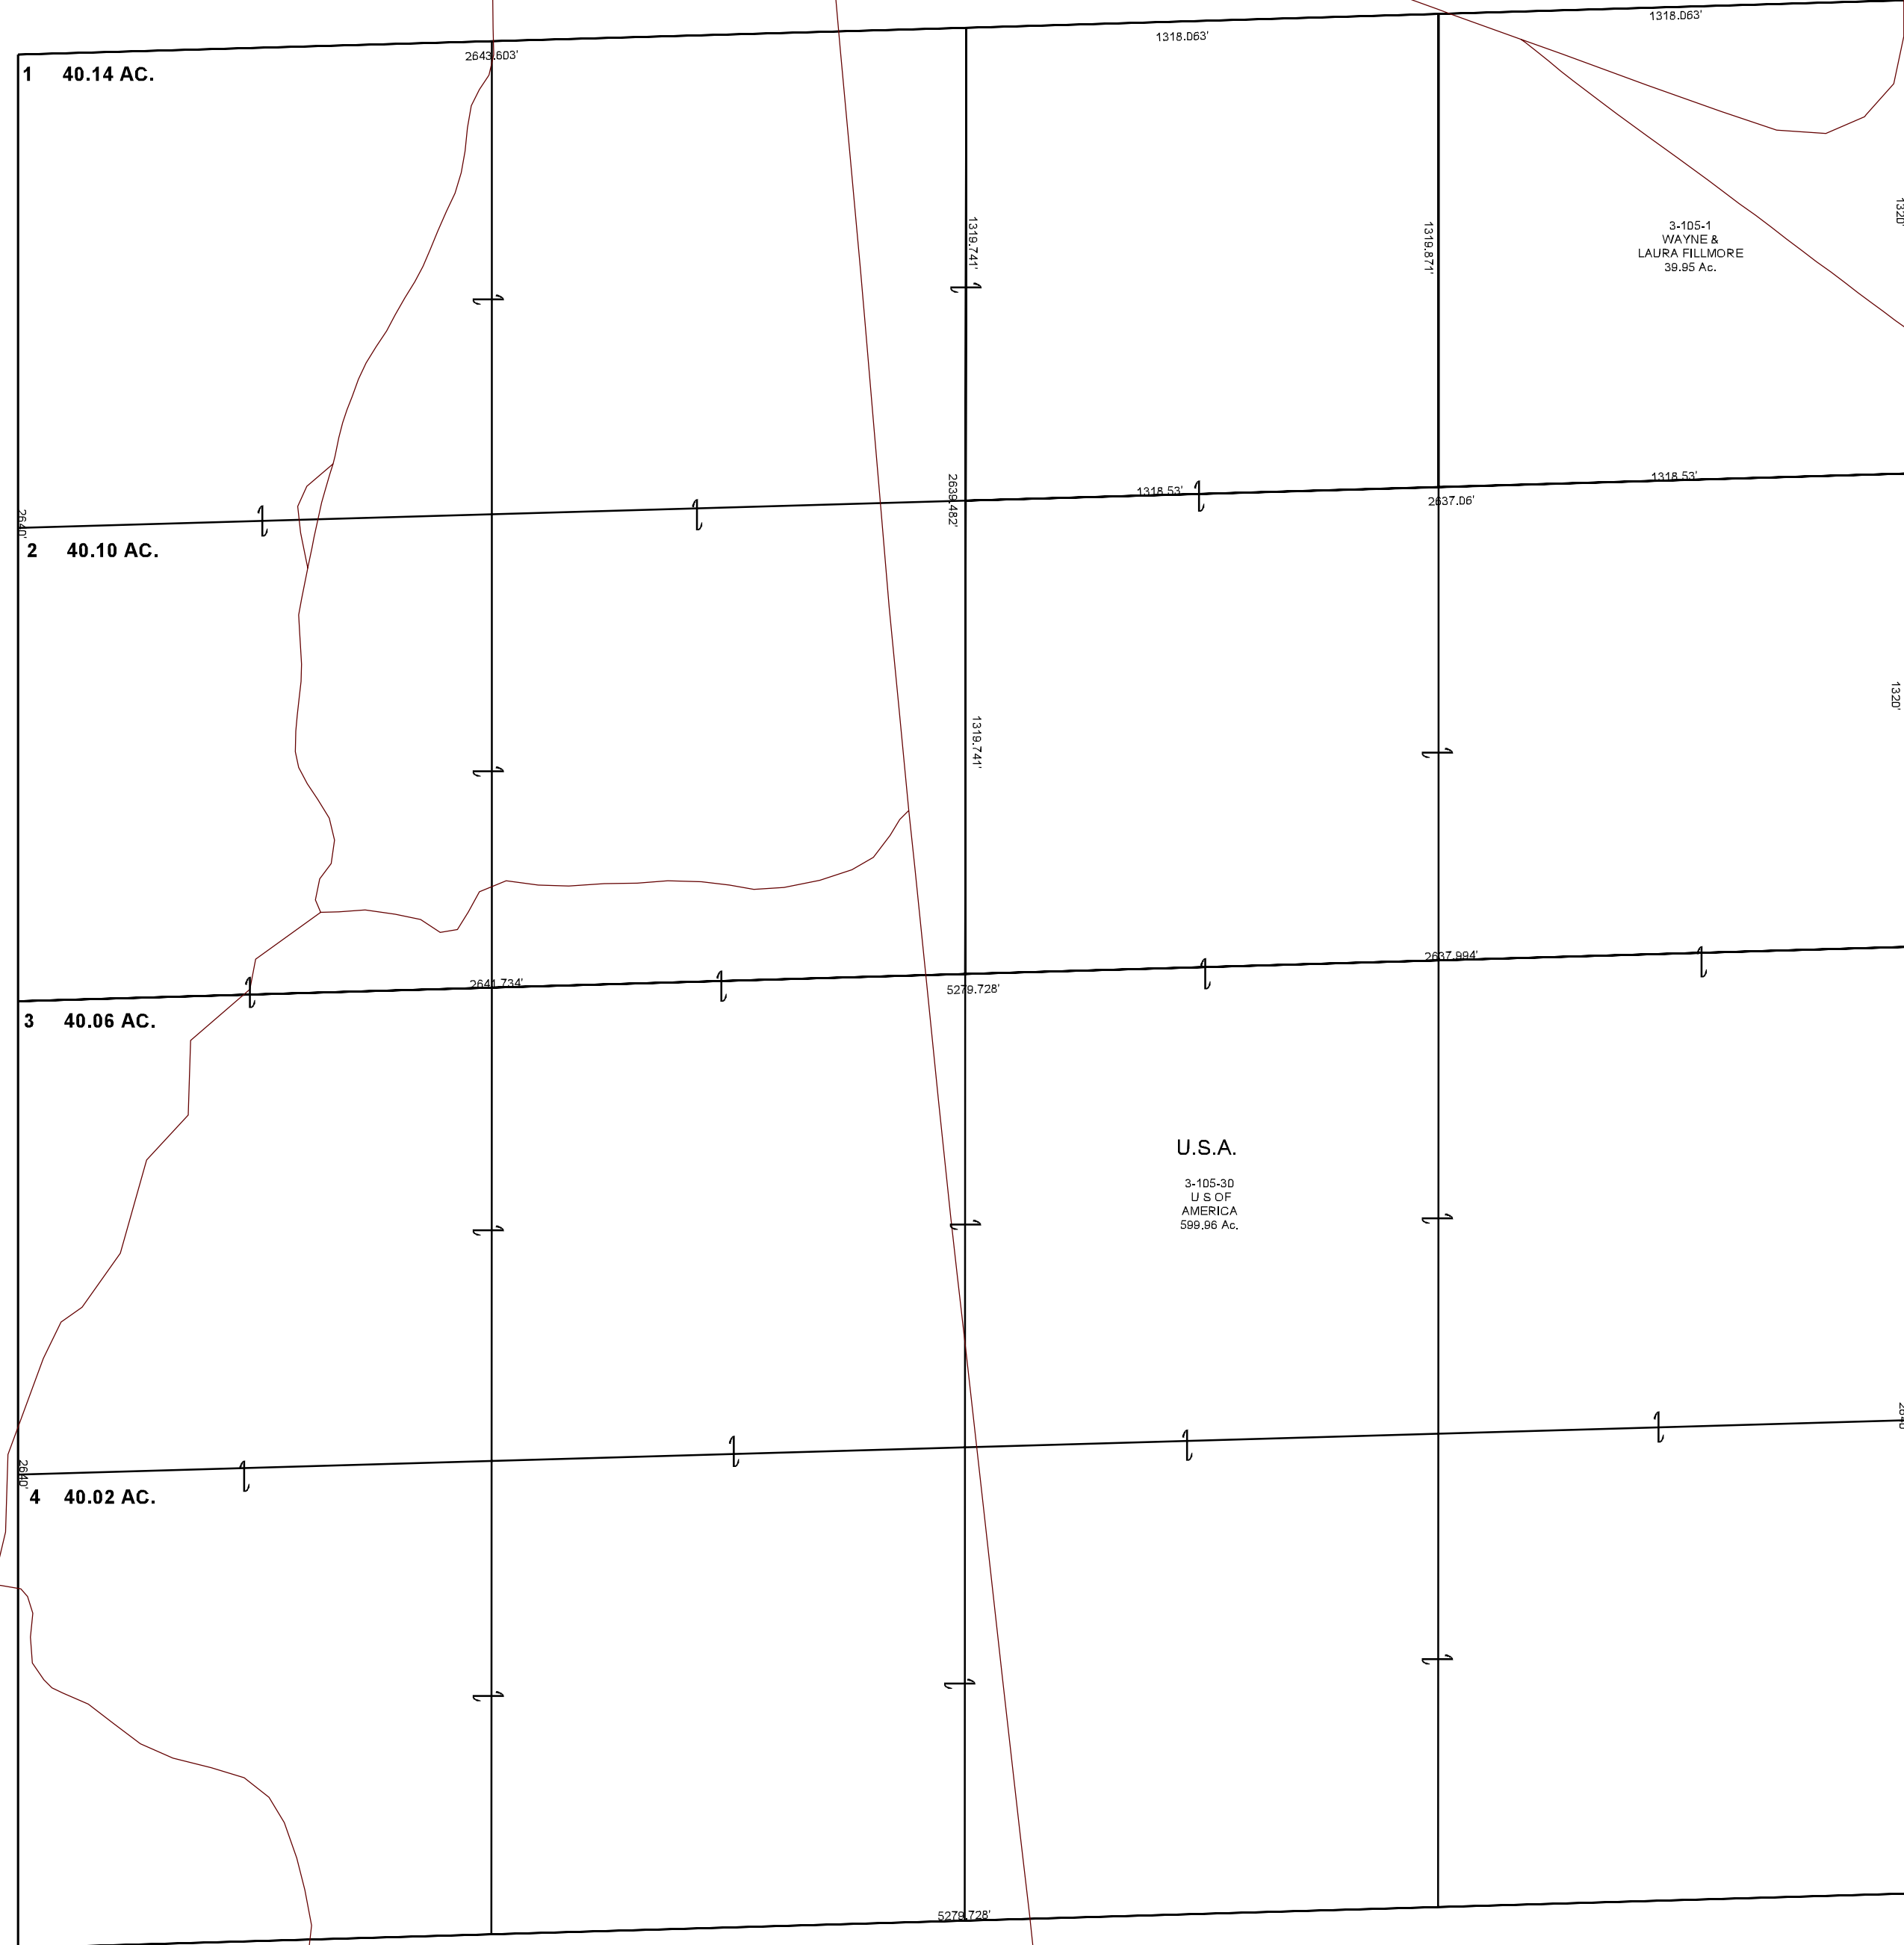 1318.063'
1318.063'
2643.603'
1 40.14 AC.
1320'
1319.741'
1319.871'
3-105-1
WAYNE &
LAURA FILLMORE
39.95 Ac.
2639.482'
1318.53'
1318.53'
2637.06'
2640'
2 40.10 AC.
1320'
1319.741'
2641.734'
5279.728'
2637.994'
3 40.06 AC.
U.S.A.
3-105-30
U S OF
AMERICA
599.96 Ac.
2640'
4 40.02 AC.
5279.728'